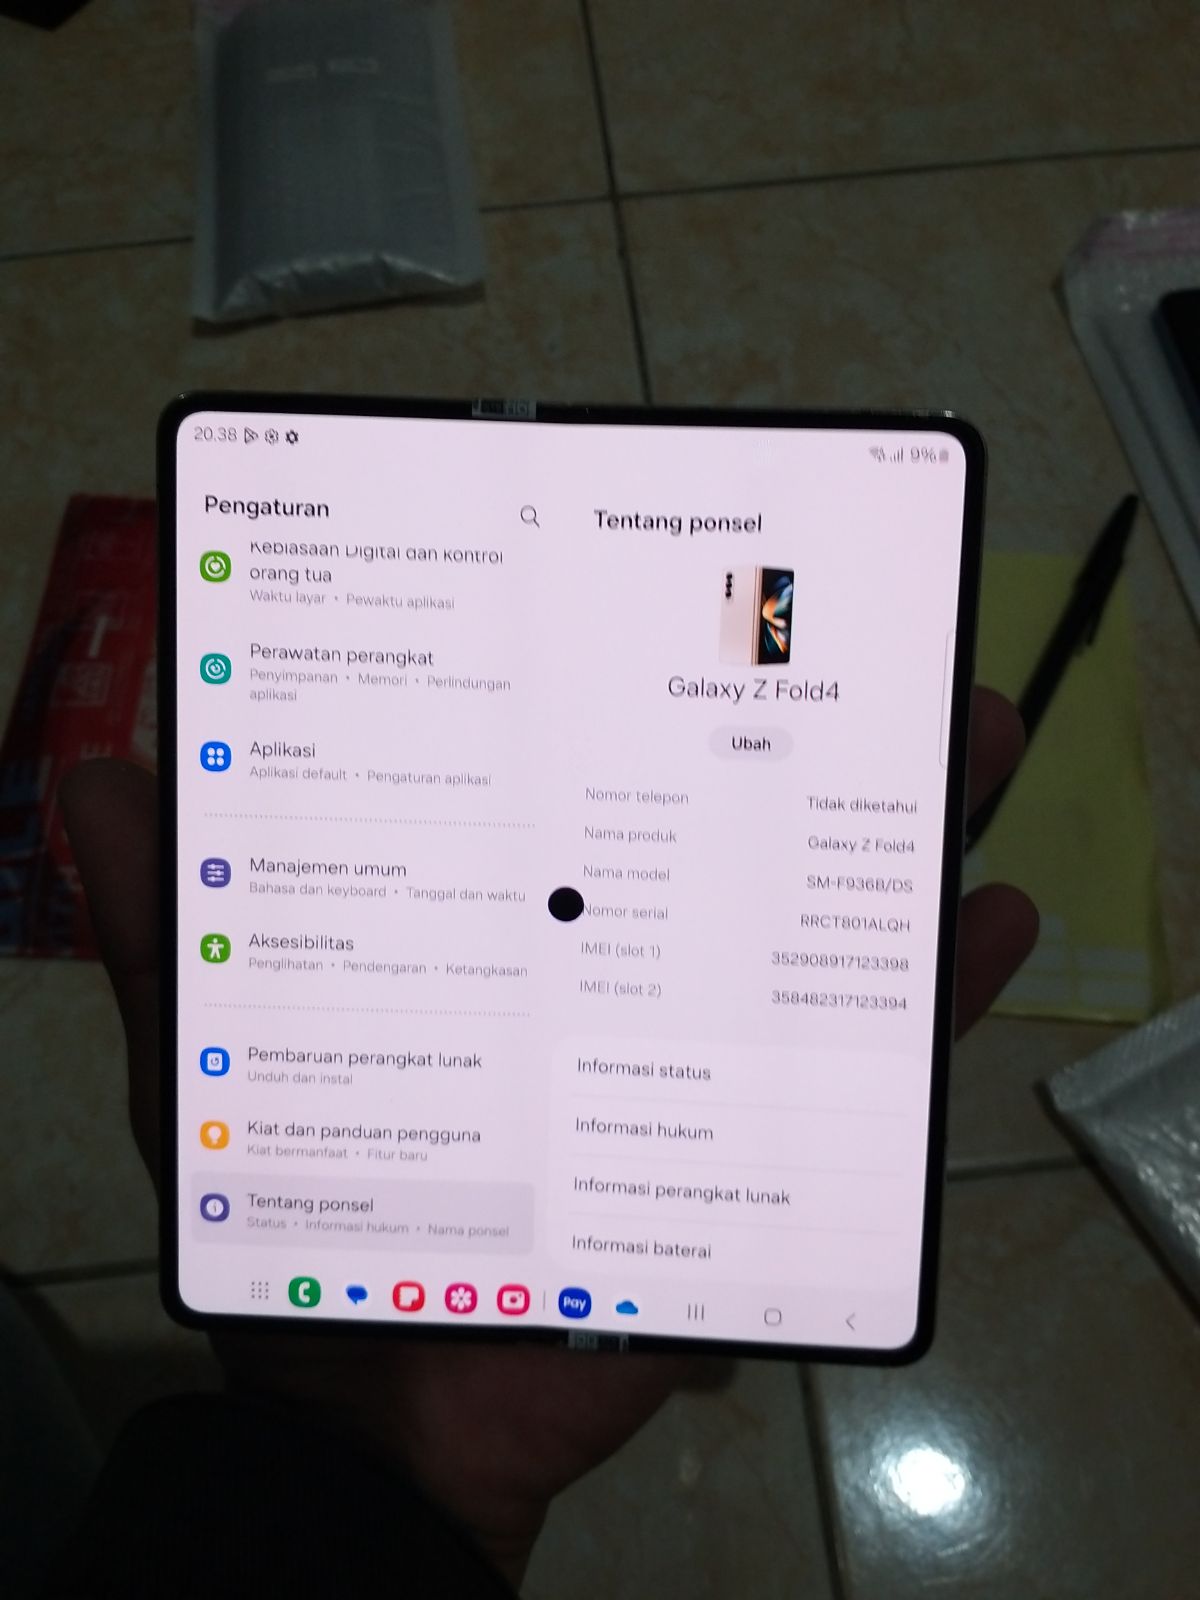 20.38
9%
Pengaturan
Kebiasaan Digital dan kontrol
orang tua
Waktu layar • Pewaktu aplikasi
Perawatan perangkat
Penyimpanan • Memori • Perlindungan
aplikasi
Aplikasi
Aplikasi default • Pengaturan aplikasi
Manajemen umum
Bahasa dan keyboard • Tanggal dan waktu
Aksesibilitas
Penglihatan • Pendengaran • Ketangkasan
Pembaruan perangkat lunak
Unduh dan instal
Kiat dan panduan pengguna
Kiat bermanfaat • Fitur baru
Tentang ponsel
Status • Informasi hukum • Nama ponsel
Tentang ponsel
Galaxy Z Fold4
Ubah
Nomor telepon Tidak diketahui
Nama produk Galaxy Z Fold4
Nama model SM-F936B/DS
Nomor serial RRCT801ALQH
IMEI (slot 1) 352908917123398
IMEI (slot 2) 358482317123394
Informasi status
Informasi hukum
Informasi perangkat lunak
Informasi baterai
Pay